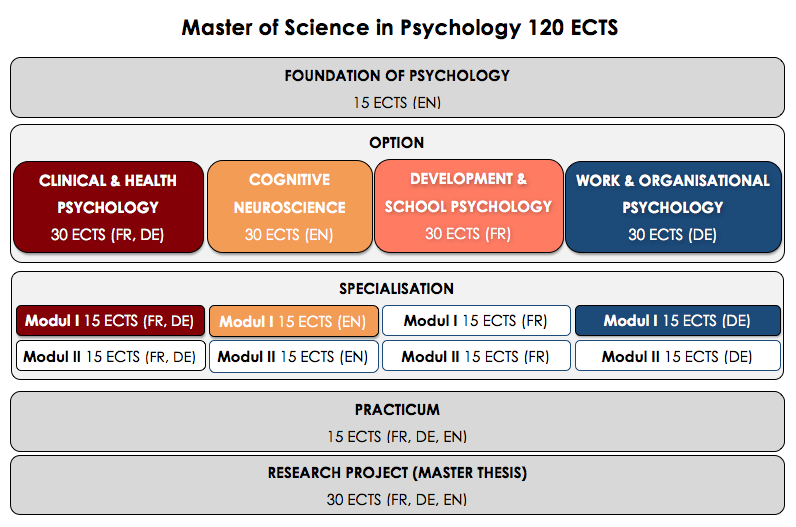 Master of Science in Psychology 120 ECTS
FOUNDATION OF PSYCHOLOGY
15 ECTS (EN)
OPTION
CLINICAL & HEALTH
PSYCHOLOGY
30 ECTS (FR, DE)
COGNITIVE
NEUROSCIENCE
30 ECTS (EN)
DEVELOPMENT &
SCHOOL PSYCHOLOGY
30 ECTS (FR)
WORK & ORGANISATIONAL
PSYCHOLOGY
30 ECTS (DE)
SPECIALISATION
Modul I 15 ECTS (FR, DE)
Modul I 15 ECTS (EN)
Modul I 15 ECTS (FR)
Modul I 15 ECTS (DE)
Modul II 15 ECTS (FR, DE)
Modul II 15 ECTS (EN)
Modul II 15 ECTS (FR)
Modul II 15 ECTS (DE)
PRACTICUM
15 ECTS (FR, DE, EN)
RESEARCH PROJECT (MASTER THESIS)
30 ECTS (FR, DE, EN)